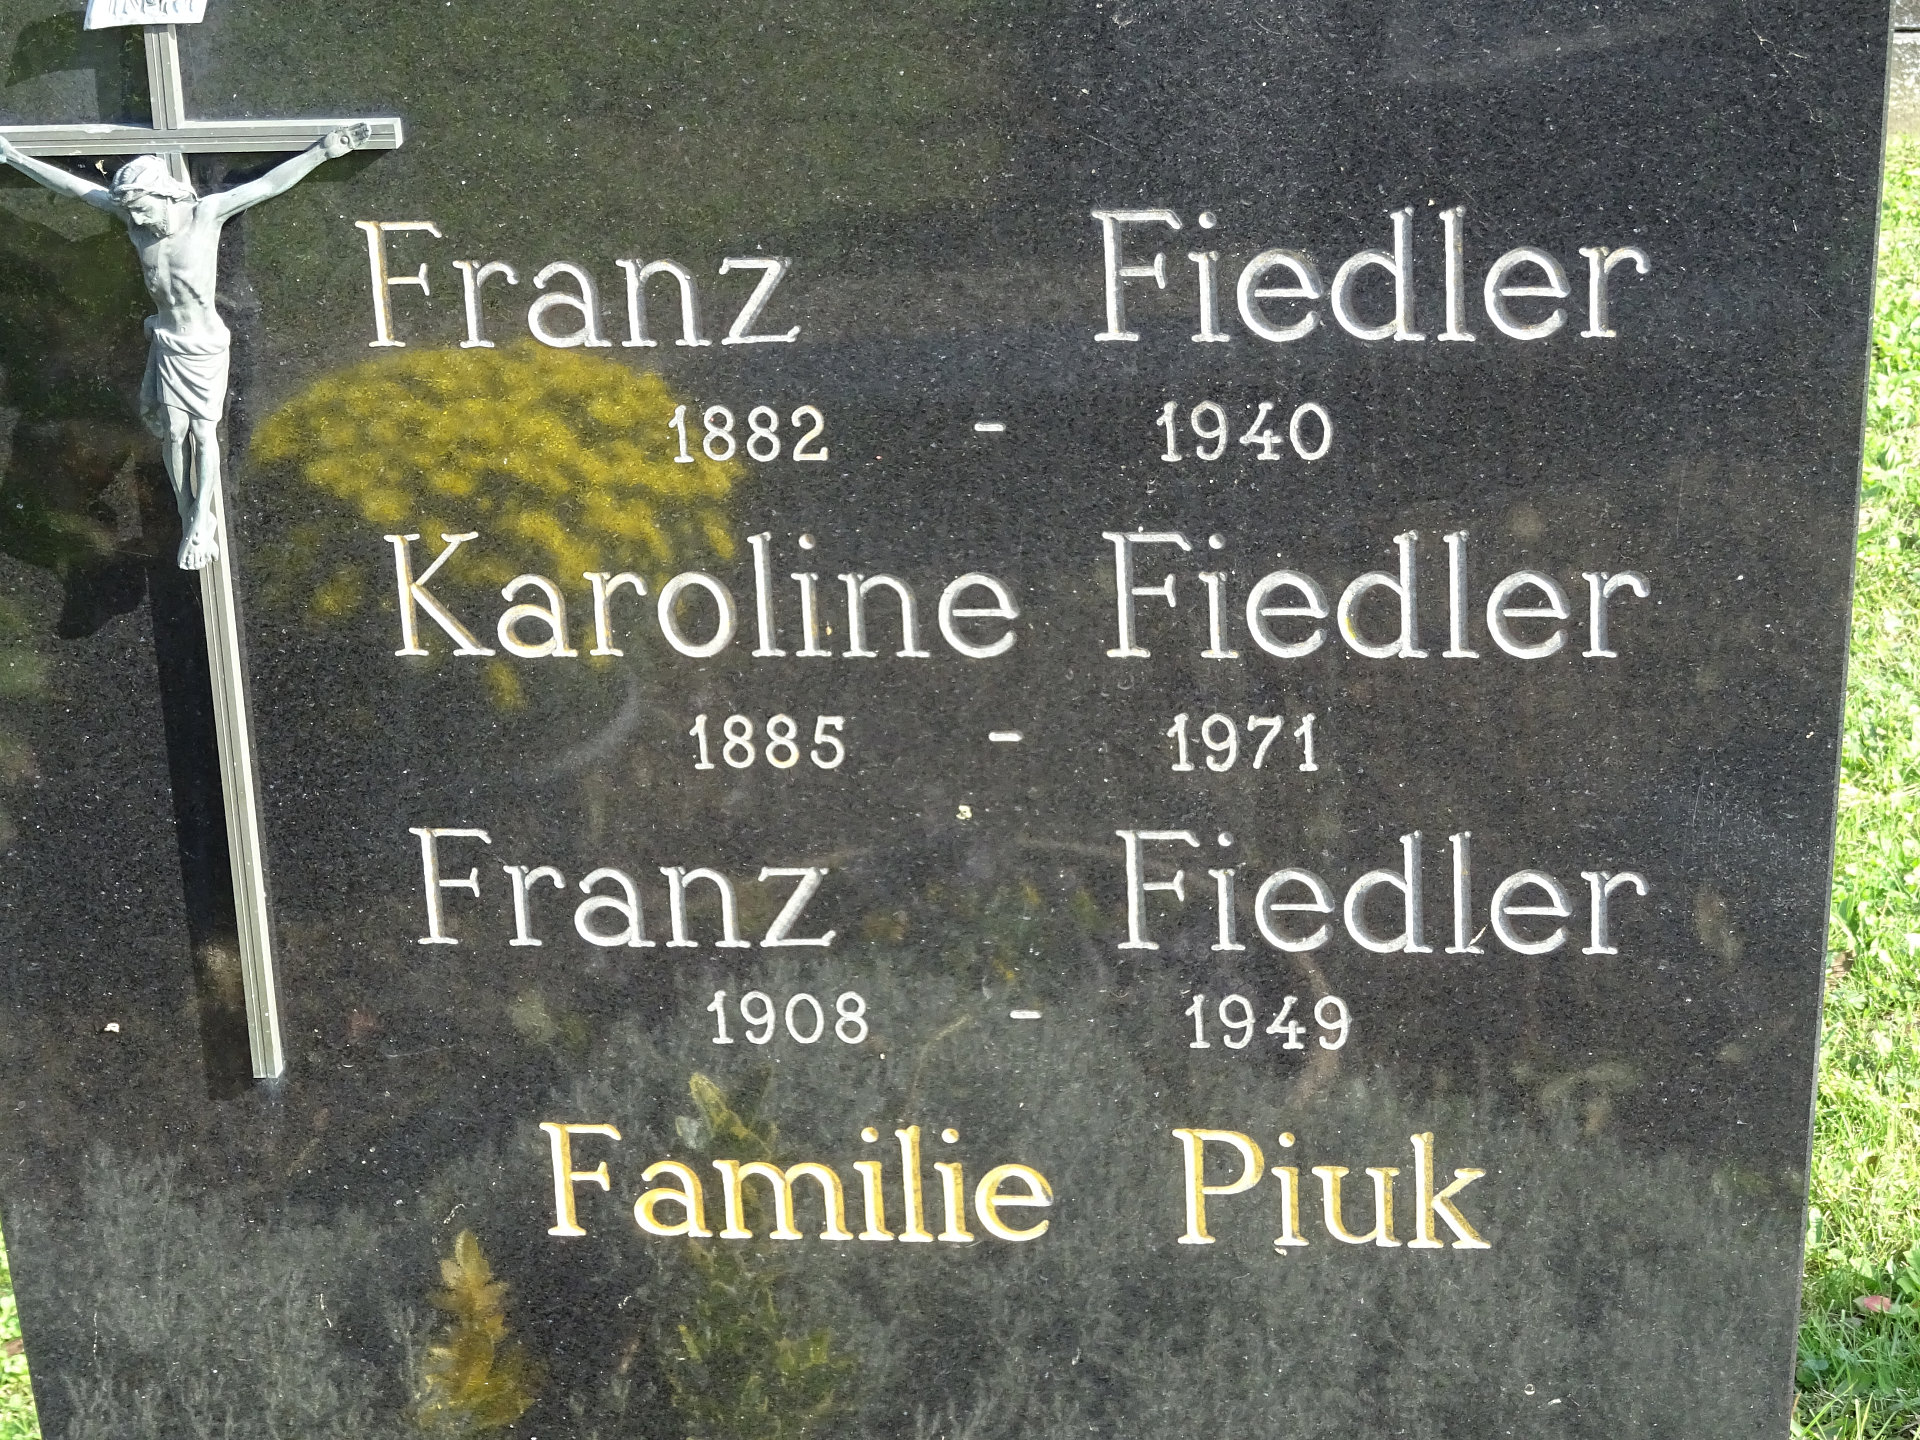 Franz Fiedler
1882 - 1940
Karoline Fiedler
1885 - 1971
Franz Fiedler
1908 - 1949
Familie Piuk